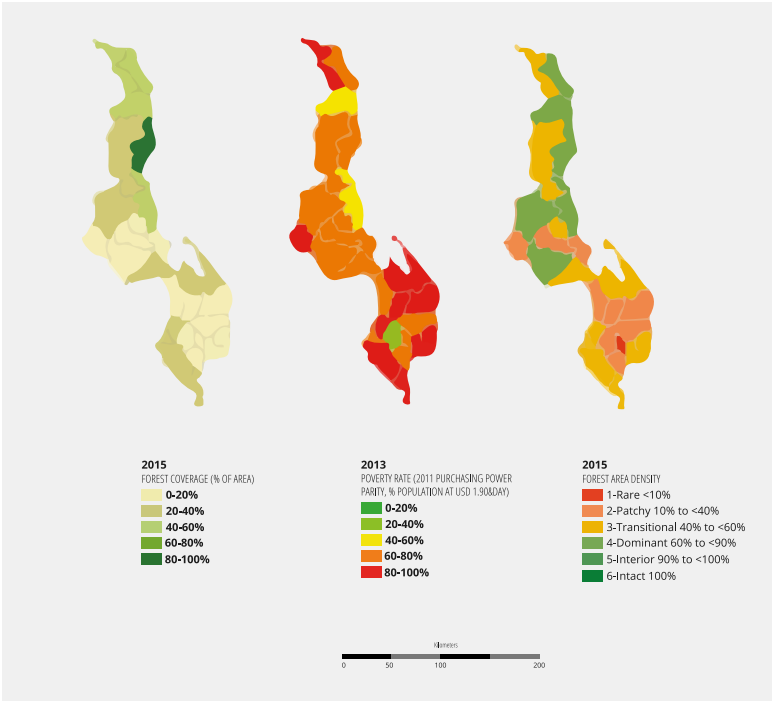 2015
FOREST COVERAGE (% OF AREA)
0-20%
20-40%
40-60%
60-80%
80-100%
2013
POVERTY RATE (2011 PURCHASING POWER
PARITY, % POPULATION AT USD 1.90&DAY)
0-20%
20-40%
40-60%
60-80%
80-100%
2015
FOREST AREA DENSITY
1-Rare <10%
2-Patchy 10% to <40%
3-Transitional 40% to <60%
4-Dominant 60% to <90%
5-Interior 90% to <100%
6-Intact 100%
Kilometers
0 50 100 200